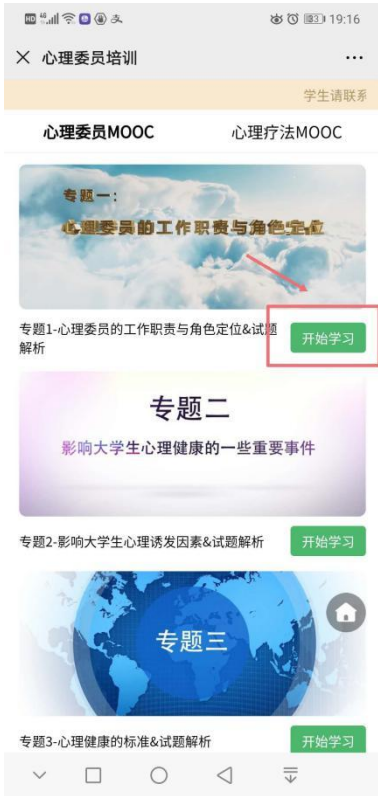 HD 4G 83 19:16
心理委员培训
学生请联系
心理委员MOOC 心理疗法MOOC
专题一：
心理委员的工作职责与角色定位
专题1-心理委员的工作职责与角色定位&试题
解析
开始学习
专题二
影响大学生心理健康的一些重要事件
专题2-影响大学生心理诱发因素&试题解析
开始学习
专题三
专题3-心理健康的标准&试题解析
开始学习